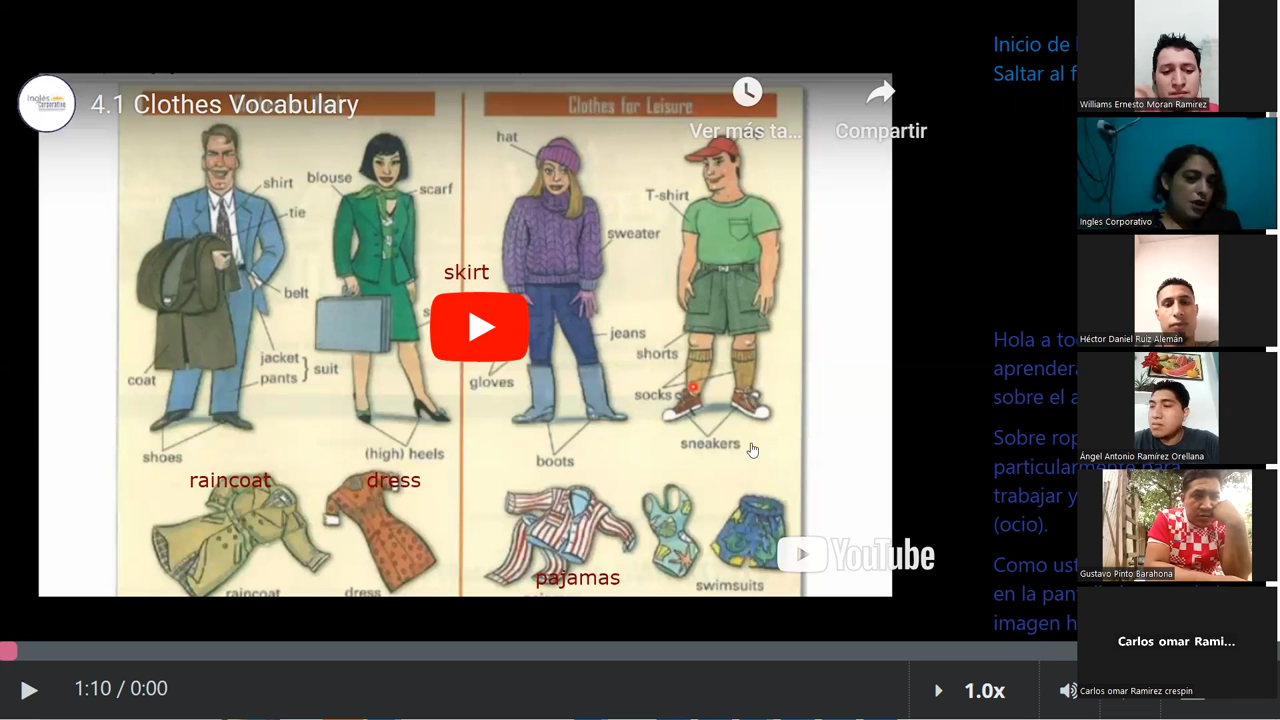 4.1 Clothes Vocabulary
inglés
corporativo
Clothes for Leisure
Ver más ta...
Compartir
hat
shirt
blouse
scarf
T-shirt
tie
sweater
skirt
belt
jeans
jacket
pants
suit
coat
gloves
shorts
socks
shoes
(high) heels
boots
sneakers
raincoat
dress
pajamas
swimsuits
raincoat
dress
YouTube
1:10 / 0:00
1.0x
Inicio de
Saltar al
Hola a
aprender
sobre el
Sobre
particularmente para
trabajar y
(ocio).
Como
en la
imagen
Williams Ernesto Moran Ramirez
Ingles Corporativo
Héctor Daniel Ruiz Alemán
Ángel Antonio Ramírez Orellana
Gustavo Pinto Barahona
Carlos omar Rami...
Carlos omar Ramirez crespin